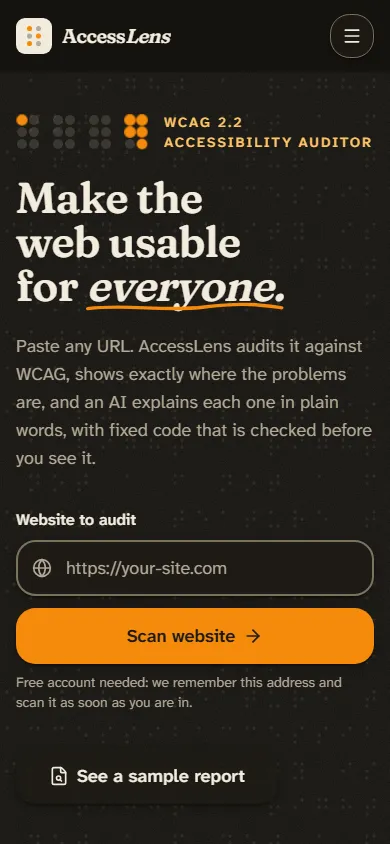 AccessLens
WCAG 2.2
ACCESSIBILITY AUDITOR
Make the
web usable
for everyone.
Paste any URL. AccessLens audits it against
WCAG, shows exactly where the problems
are, and an AI explains each one in plain
words, with fixed code that is checked before
you see it.
Website to audit
https://your-site.com
Scan website →
Free account needed: we remember this address and
scan it as soon as you are in.
See a sample report